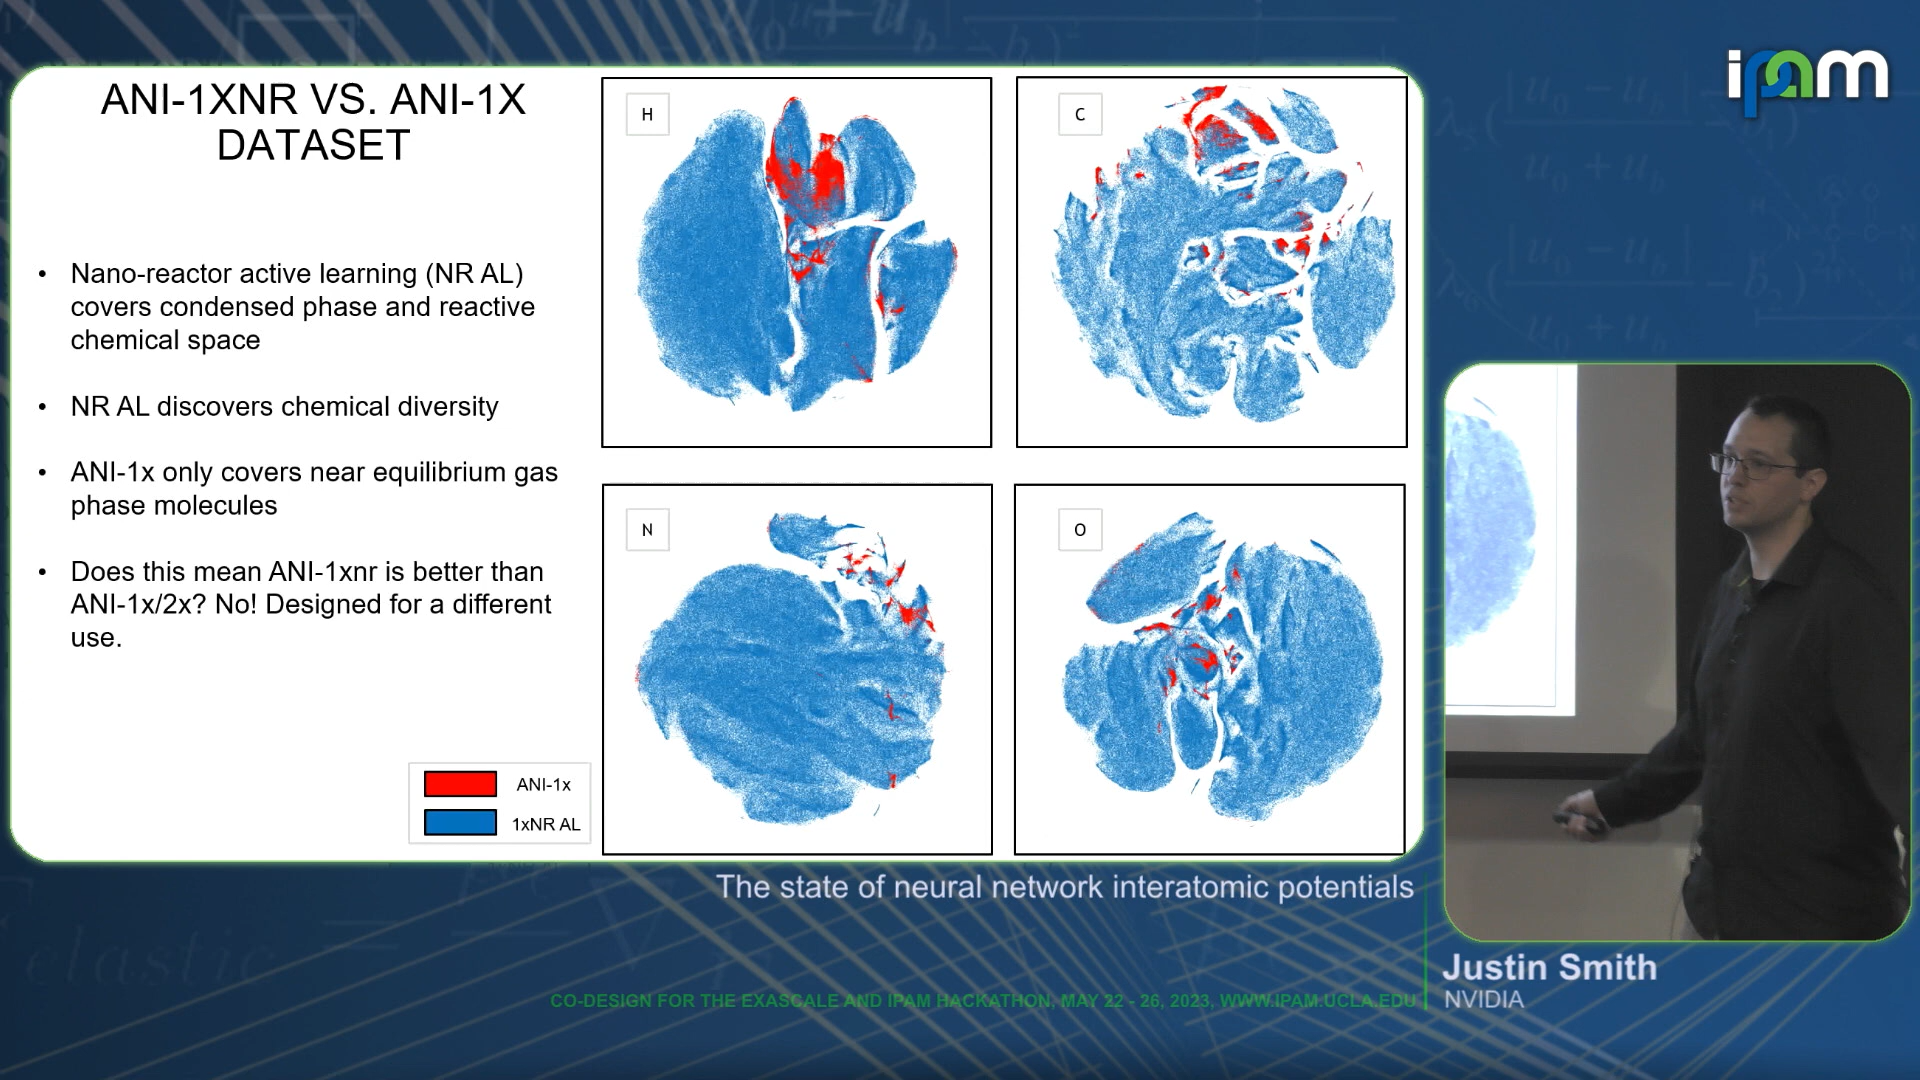 ipam
ANI-1XNR VS. ANI-1X
DATASET
• Nano-reactor active learning (NR AL)
covers condensed phase and reactive
chemical space
• NR AL discovers chemical diversity
• ANI-1x only covers near equilibrium gas
phase molecules
• Does this mean ANI-1xnr is better than
ANI-1x/2x? No! Designed for a different
use.
ANI-1x
1xNR AL
H
C
N
O
The state of neural network interatomic potentials
Justin Smith
NVIDIA
CO-DESIGN FOR THE EXASCALE AND IPAM HACKATHON, MAY 22 - 26, 2023, WWW.IPAM.UCLA.EDU
elastic